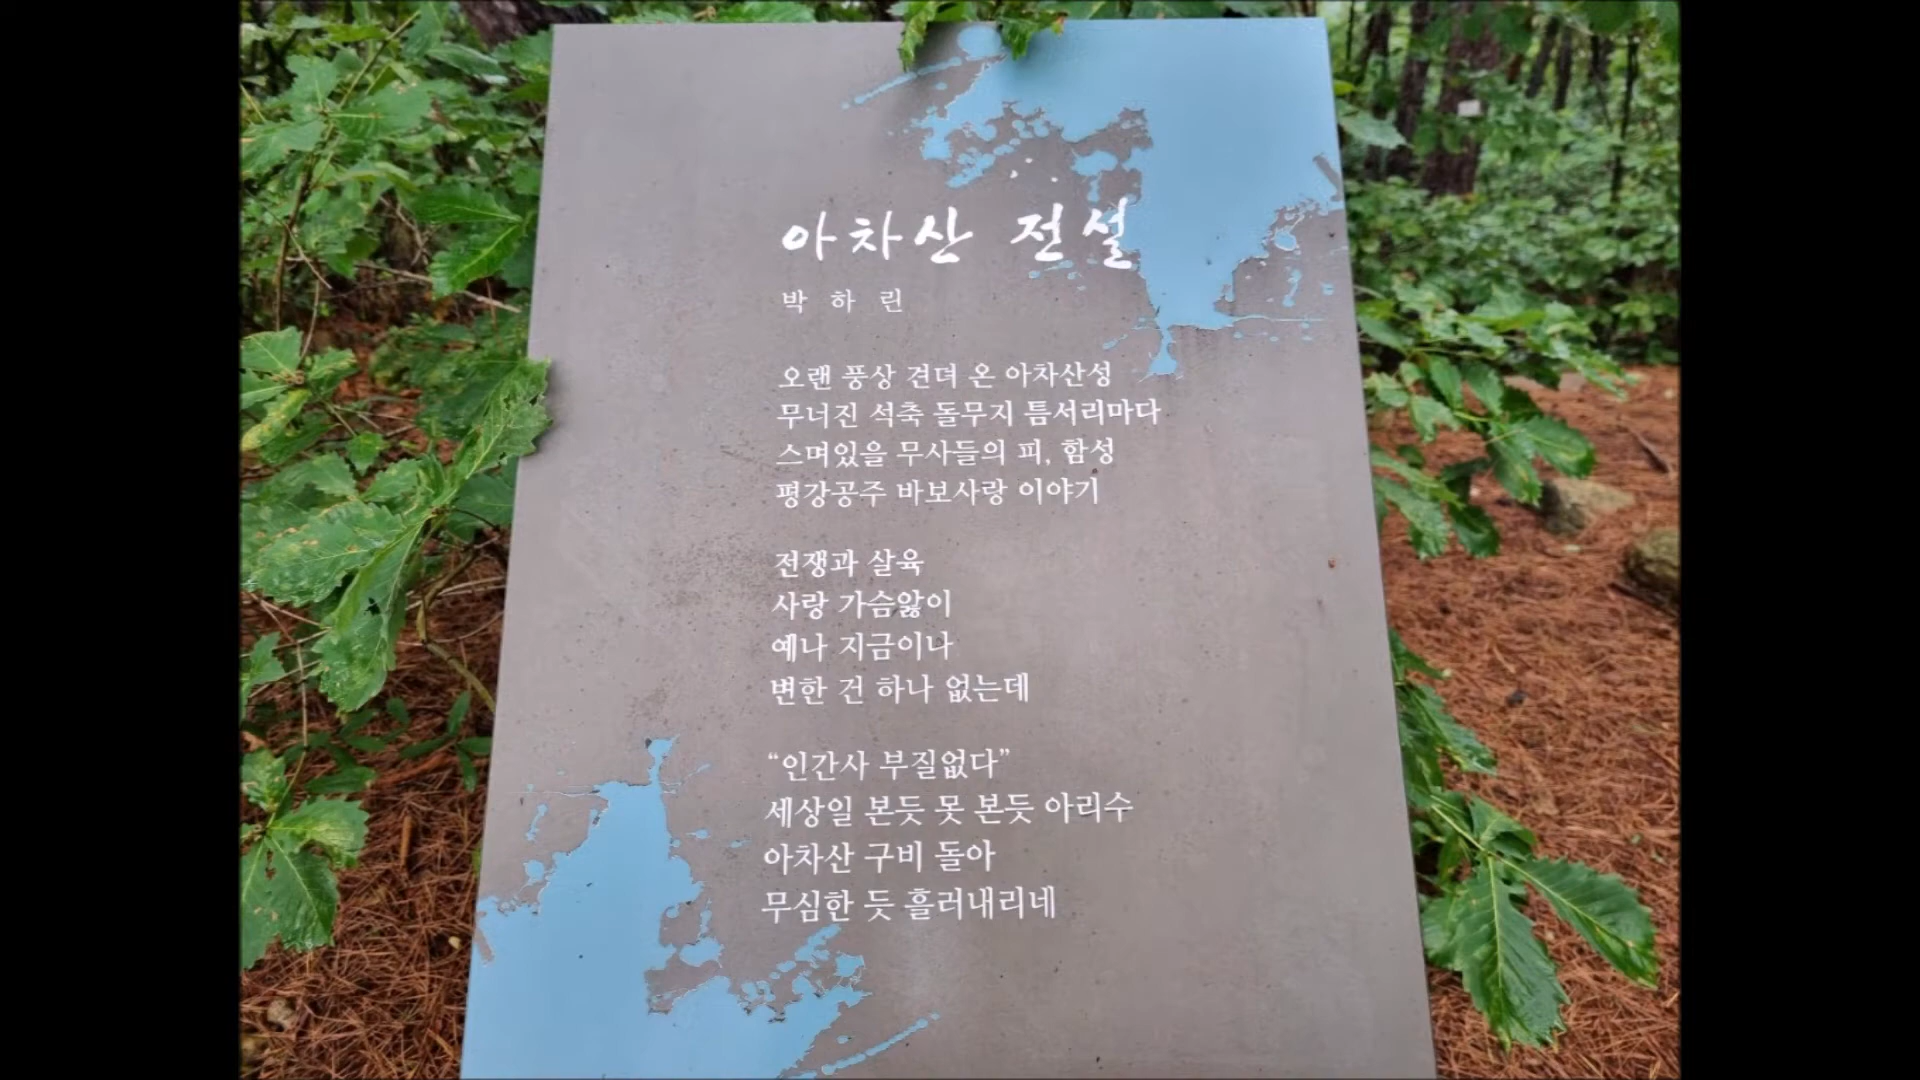 아차산 전설
박 하 린
오랜 풍상 견뎌 온 아차산성
무너진 석축 돌무지 틈서리마다
스며있을 무사들의 피, 함성
평강공주 바보사랑 이야기
전쟁과 살육
사랑 가슴앓이
예나 지금이나
변한 건 하나 없는데
“인간사 부질없다”
세상일 본듯 못 본듯 아리수
아차산 구비 돌아
무심한 듯 흘러내리네